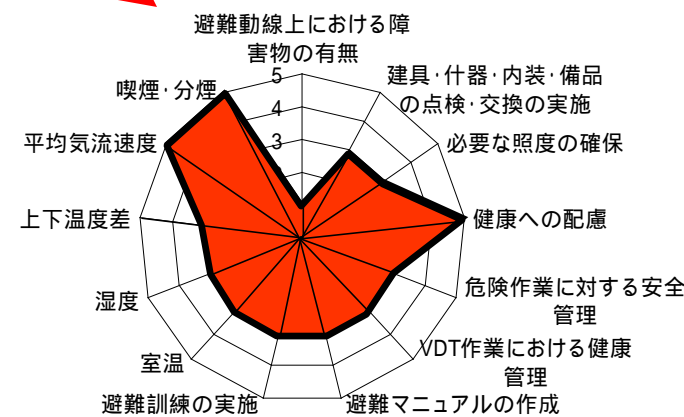 避難動線上における障
害物の有無
建具・什器・内装・備品
の点検・交換の実施
必要な照度の確保
健康への配慮
危険作業に対する安全
管理
VDT作業における健康
管理
避難マニュアルの作成
避難訓練の実施
室温
湿度
上下温度差
平均気流速度
喫煙・分煙
5
4
3